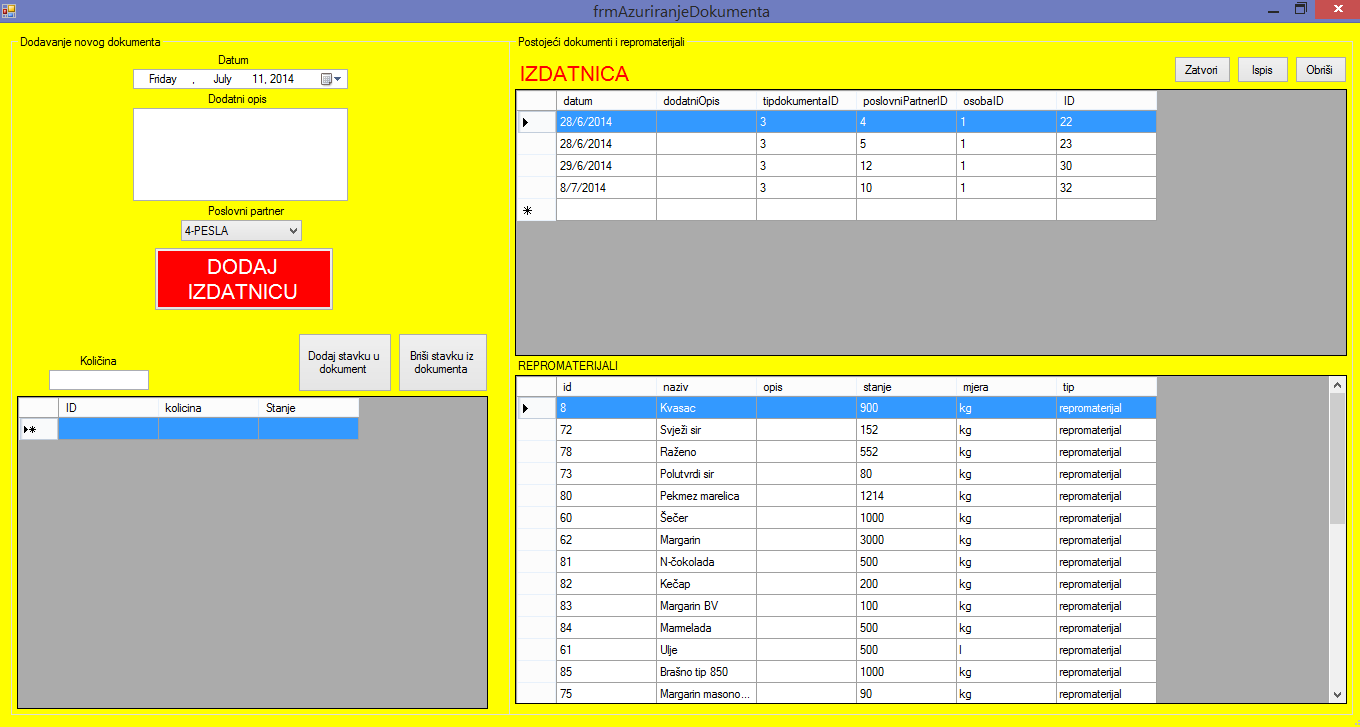 frmAzuriranjeDokumenta
Dodavanje novog dokumenta
Datum
Friday , July 11, 2014
Dodatni opis
Poslovni partner
4-PESLA
DODAJ
IZDATNICU
Količina
Dodaj stavku u
dokument
Briši stavku iz
dokumenta
ID kolicina Stanje
Postojeći dokumenti i repromaterijali
IZDATNICA
Zatvori Ispis Obriši
datum dodatniOpis tipdokumentaID poslovniPartnerID osobaID ID
28/6/2014 3 4 1 22
28/6/2014 3 5 1 23
29/6/2014 3 12 1 30
8/7/2014 3 10 1 32
REPROMATERIJALI
id naziv opis stanje mjera tip
8 Kvasac 900 kg repromaterijal
72 Svježi sir 152 kg repromaterijal
78 Raženo 552 kg repromaterijal
73 Polutvrdi sir 80 kg repromaterijal
80 Pekmez marelica 1214 kg repromaterijal
60 Šečer 1000 kg repromaterijal
62 Margarin 3000 kg repromaterijal
81 N-čokolada 500 kg repromaterijal
82 Kečap 200 kg repromaterijal
83 Margarin BV 100 kg repromaterijal
84 Marmelada 500 kg repromaterijal
61 Ulje 500 l repromaterijal
85 Brašno tip 850 1000 kg repromaterijal
75 Margarin masono... 90 kg repromaterijal